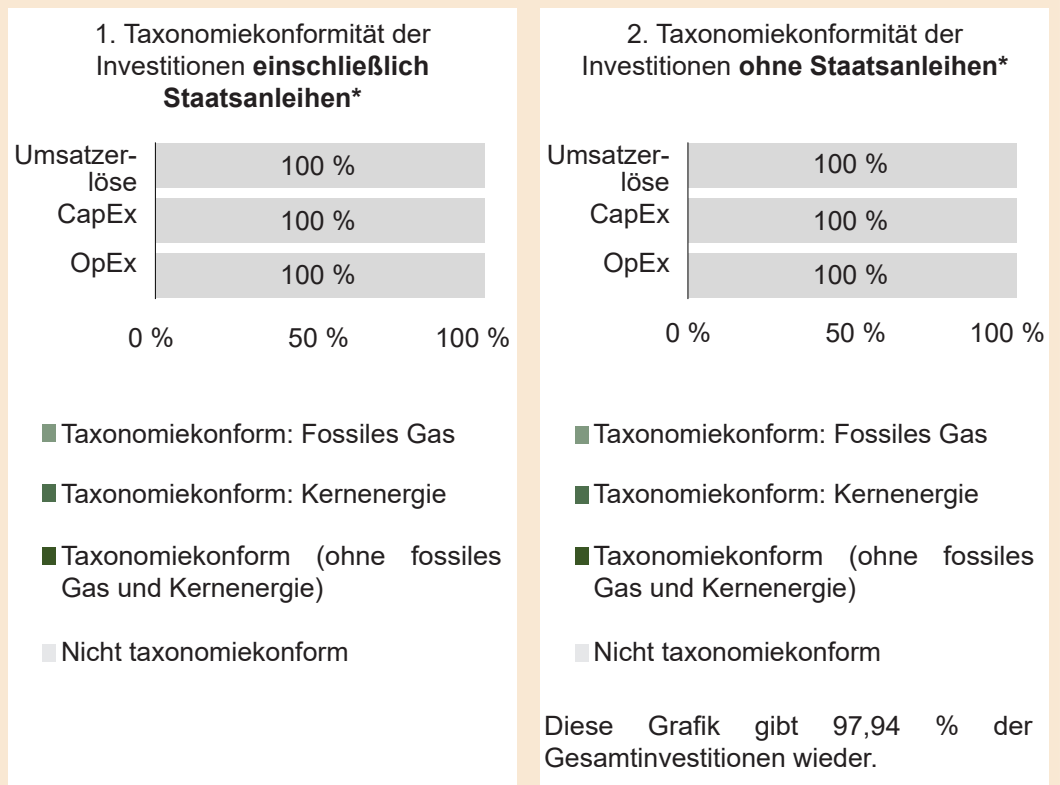 1. Taxonomiekonformität der
Investitionen einschließlich
Staatsanleihen*
Umsatzer-
löse
100 %
CapEx
100 %
OpEx
100 %
0 % 50 % 100 %
Taxonomiekonform: Fossiles Gas
Taxonomiekonform: Kernenergie
Taxonomiekonform (ohne fossiles
Gas und Kernenergie)
Nicht taxonomiekonform
2. Taxonomiekonformität der
Investitionen ohne Staatsanleihen*
Umsatzer-
löse
100 %
CapEx
100 %
OpEx
100 %
0 % 50 % 100 %
Taxonomiekonform: Fossiles Gas
Taxonomiekonform: Kernenergie
Taxonomiekonform (ohne fossiles
Gas und Kernenergie)
Nicht taxonomiekonform
Diese Grafik gibt 97,94 % der
Gesamtinvestitionen wieder.